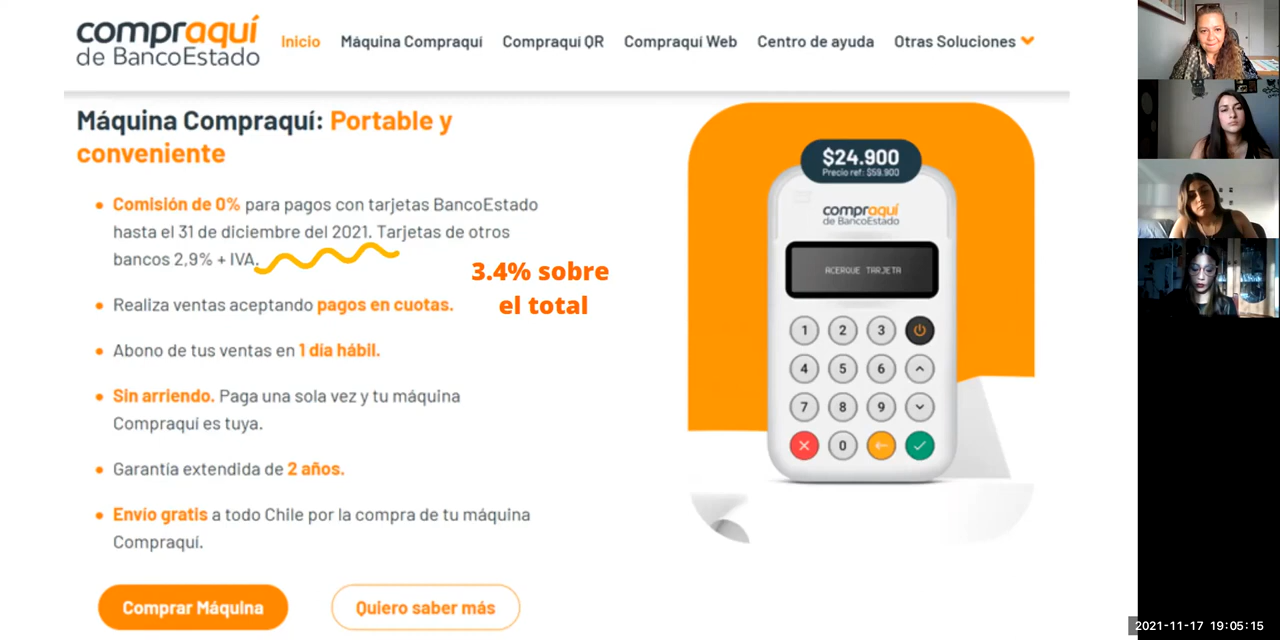 compraquí
de BancoEstado
Inicio
Máquina Compraquí
Compraquí QR
Compraquí Web
Centro de ayuda
Otras Soluciones
Máquina Compraquí: Portable y
conveniente
Comisión de 0% para pagos con tarjetas BancoEstado
hasta el 31 de diciembre del 2021. Tarjetas de otros
bancos 2,9% + IVA.
3.4% sobre
el total
Realiza ventas aceptando pagos en cuotas.
Abono de tus ventas en 1 día hábil.
Sin arriendo. Paga una sola vez y tu máquina
Compraquí es tuya.
Garantía extendida de 2 años.
Envío gratis a todo Chile por la compra de tu máquina
Compraquí.
Comprar Máquina
Quiero saber más
$24.900
Precio ref: $59.900
compraquí
de BancoEstado
ACERQUE TARJETA
1 2 3
4 5 6
7 8 9
0
2021-11-17 19:05:15